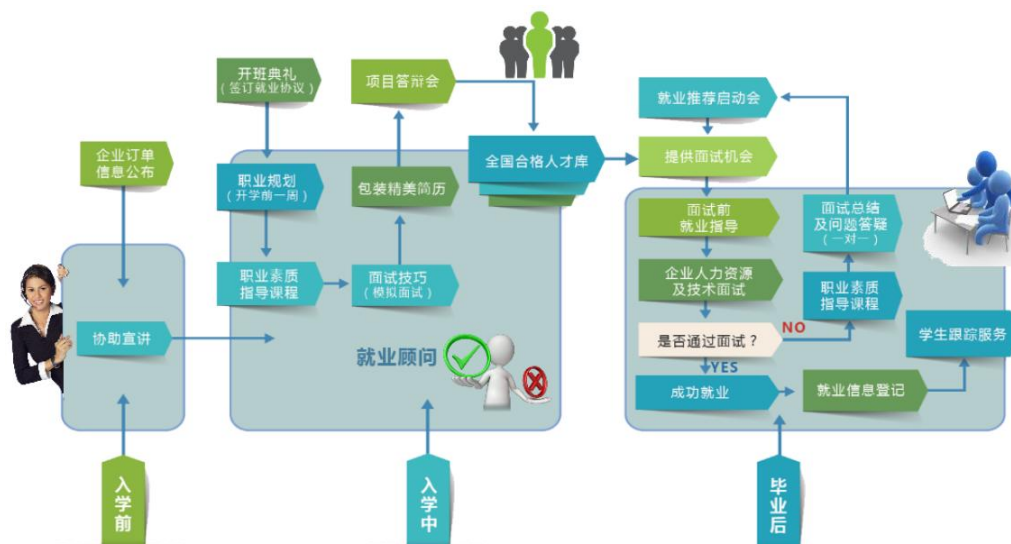 企业订单
信息公布
协助宣讲
入学前
开班典礼
（签订就业协议）
职业规划
（开学前一周）
职业素质
指导课程
面试技巧
（模拟面试）
包装精美简历
项目答辩会
就业顾问
入学中
全国合格人才库
就业推荐启动会
提供面试机会
面试前
就业指导
企业人力资源
及技术面试
是否通过面试？
NO
YES
职业素质
指导课程
面试总结
及问题答疑
（一对一）
成功就业
就业信息登记
学生跟踪服务
毕业后